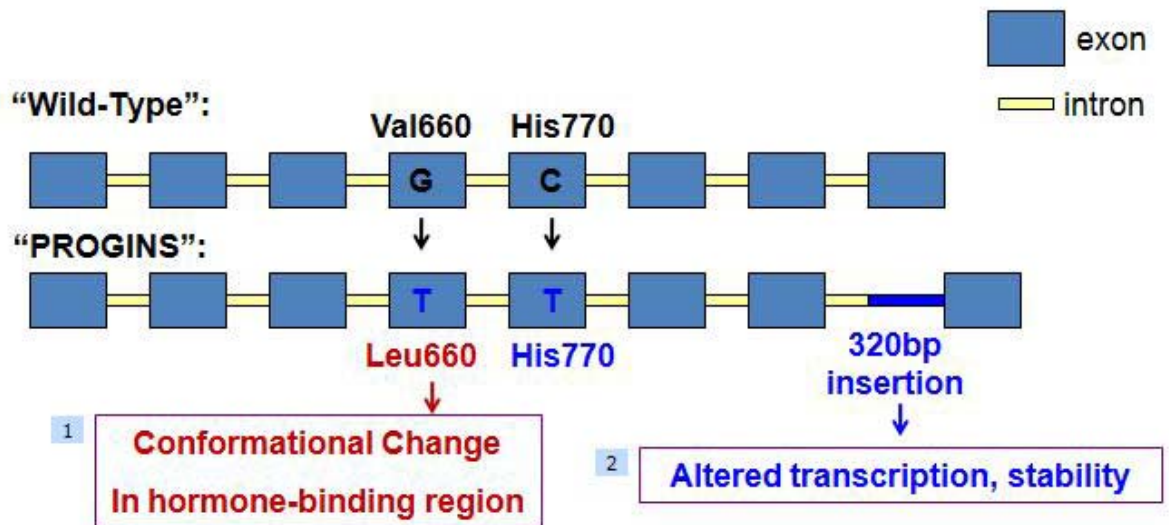 exon
intron
“Wild-Type”:
Val660 His770
G C
“PROGINS”:
T T
Leu660 His770 320bp
insertion
1
Conformational Change
In hormone-binding region
2
Altered transcription, stability